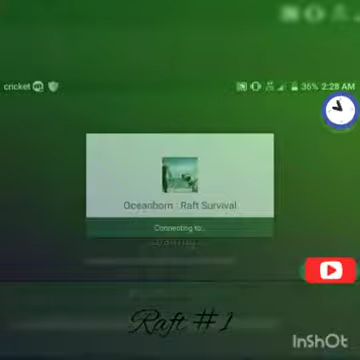 cricket
36% 2:28 AM
Oceanborn : Raft Survival
Connecting to..
Raft #1
InShOt